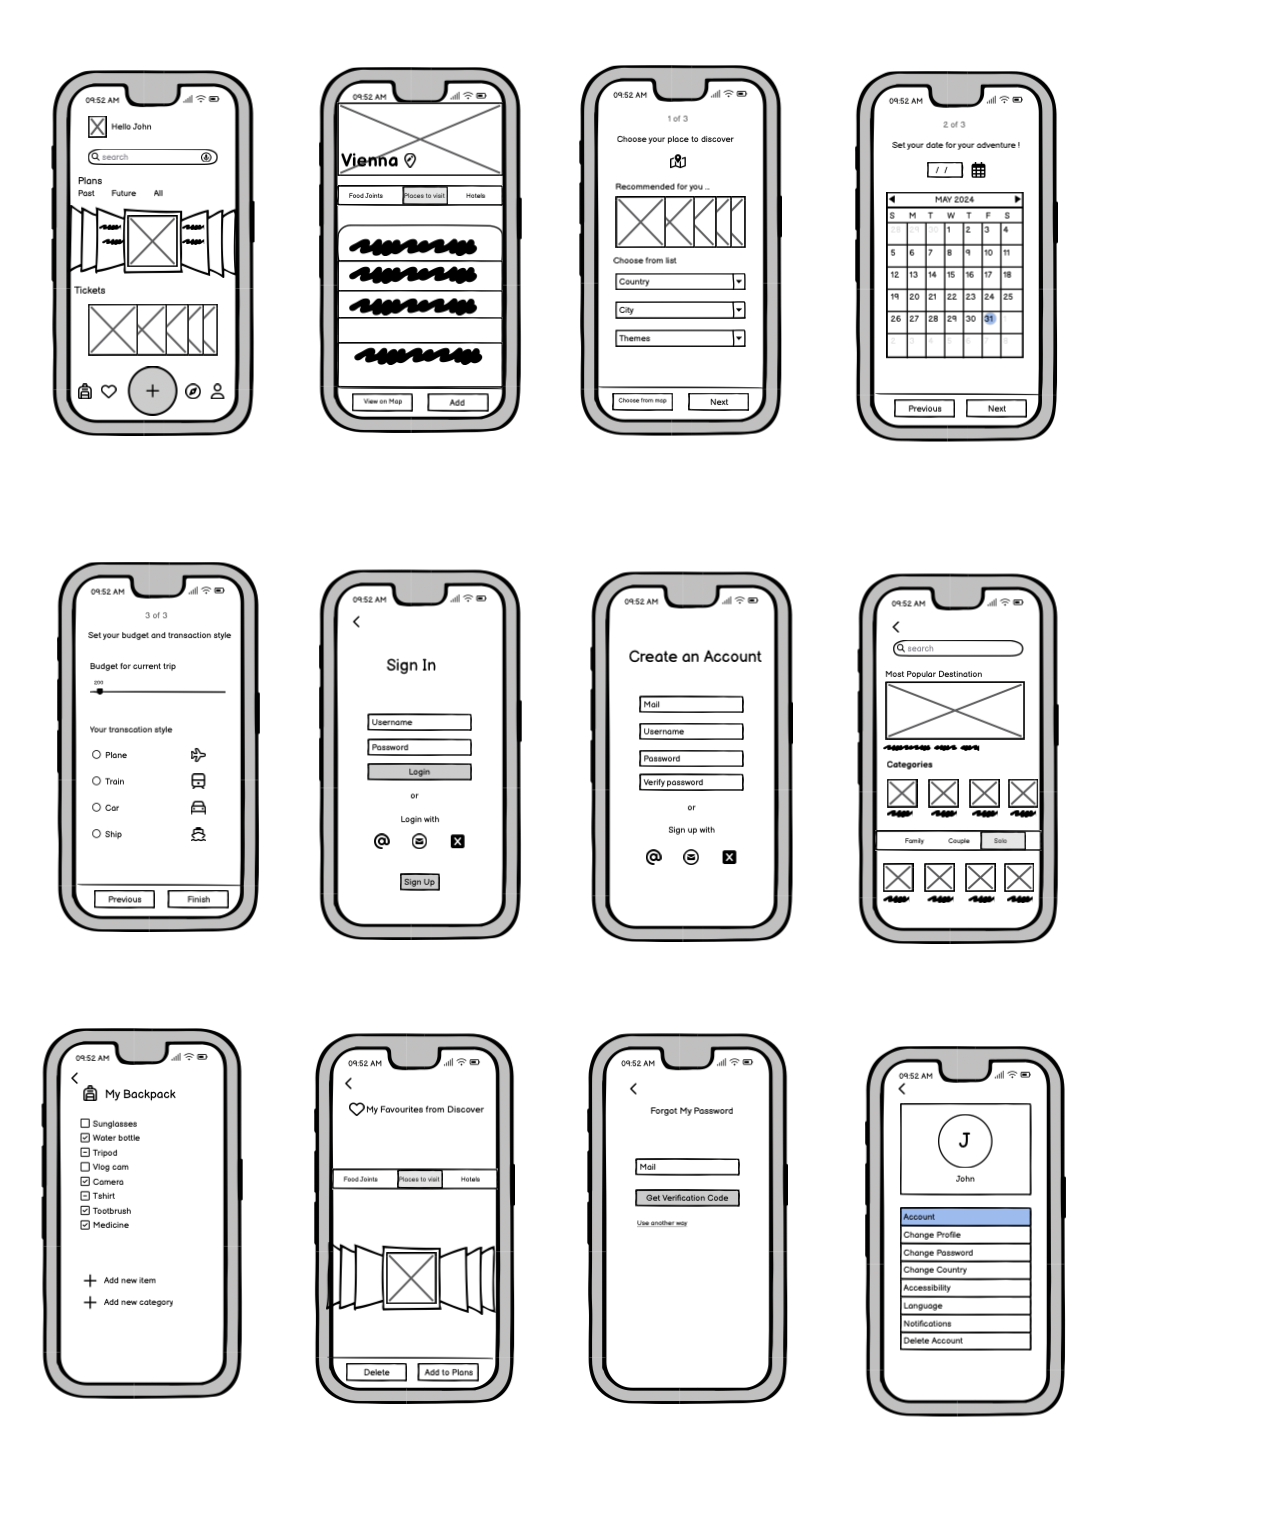 09:52 AM
Hello John
search
Plans
Past Future All
Tickets
09:52 AM
Vienna
Food Joints Places to visit Hotels
View on Map Add
09:52 AM
1 of 3
Choose your place to discover
Recommended for you ..
Choose from list
Country
City
Themes
Choose from map Next
09:52 AM
2 of 3
Set your date for your adventure !
/ /
MAY 2024
S M T W T F S
28 29 30 1 2 3 4
5 6 7 8 9 10 11
12 13 14 15 16 17 18
19 20 21 22 23 24 25
26 27 28 29 30 31 1
2 3 4 5 6 7 8
Previous Next
09:52 AM
3 of 3
Set your budget and transaction style
Budget for current trip
200
Your transcation style
Plane
Train
Car
Ship
Previous Finish
09:52 AM
Sign In
Username
Password
Login
or
Login with
@ X
Sign Up
09:52 AM
Create an Account
Mail
Username
Password
Verify password
or
Sign up with
@ X
09:52 AM
search
Most Popular Destination
Categories
Family Couple Solo
09:52 AM
My Backpack
Sunglasses
Water bottle
Tripod
Vlog cam
Camera
Tshirt
Tootbrush
Medicine
Add new item
Add new category
09:52 AM
My Favourites from Discover
Food Joints Places to visit Hotels
Delete Add to Plans
09:52 AM
Forgot My Password
Mail
Get Verification Code
Use another way
09:52 AM
J
John
Account
Change Profile
Change Password
Change Country
Accessibility
Language
Notifications
Delete Account